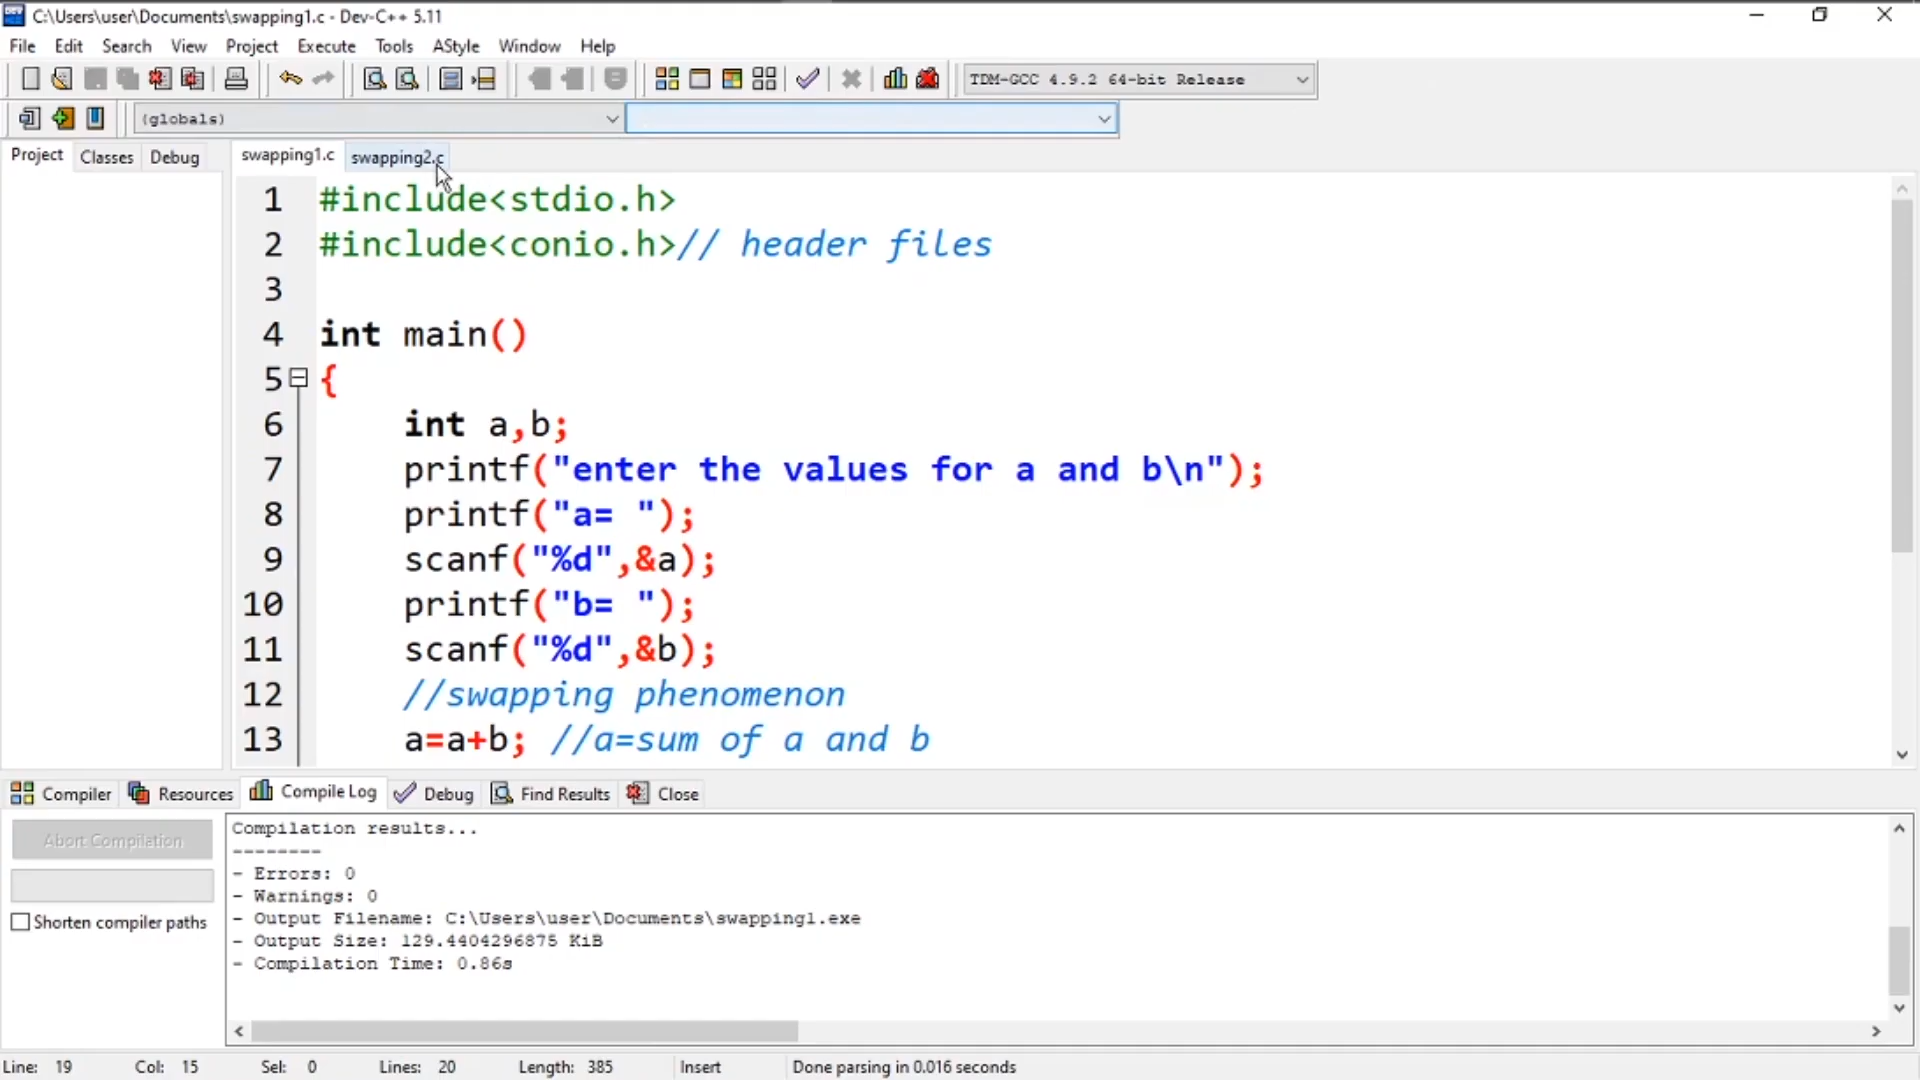 C:\Users\user\Documents\swapping1.c - Dev-C++ 5.11
File Edit Search View Project Execute Tools AStyle Window Help
TDM-GCC 4.9.2 64-bit Release
(globals)
Project Classes Debug swapping1.c swapping2.c
1 #include<stdio.h>
2 #include<conio.h>// header files
3
4 int main()
5 {
6 int a,b;
7 printf("enter the values for a and b\n");
8 printf("a= ");
9 scanf("%d",&a);
10 printf("b= ");
11 scanf("%d",&b);
12 //swapping phenomenon
13 a=a+b; //a=sum of a and b
Compiler Resources Compile Log Debug Find Results Close
Abort Compilation
Shorten compiler paths
Compilation results...
--------
- Errors: 0
- Warnings: 0
- Output Filename: C:\Users\user\Documents\swapping1.exe
- Output Size: 129.4404296875 KiB
- Compilation Time: 0.86s
Line: 19 Col: 15 Sel: 0 Lines: 20 Length: 385 Insert Done parsing in 0.016 seconds